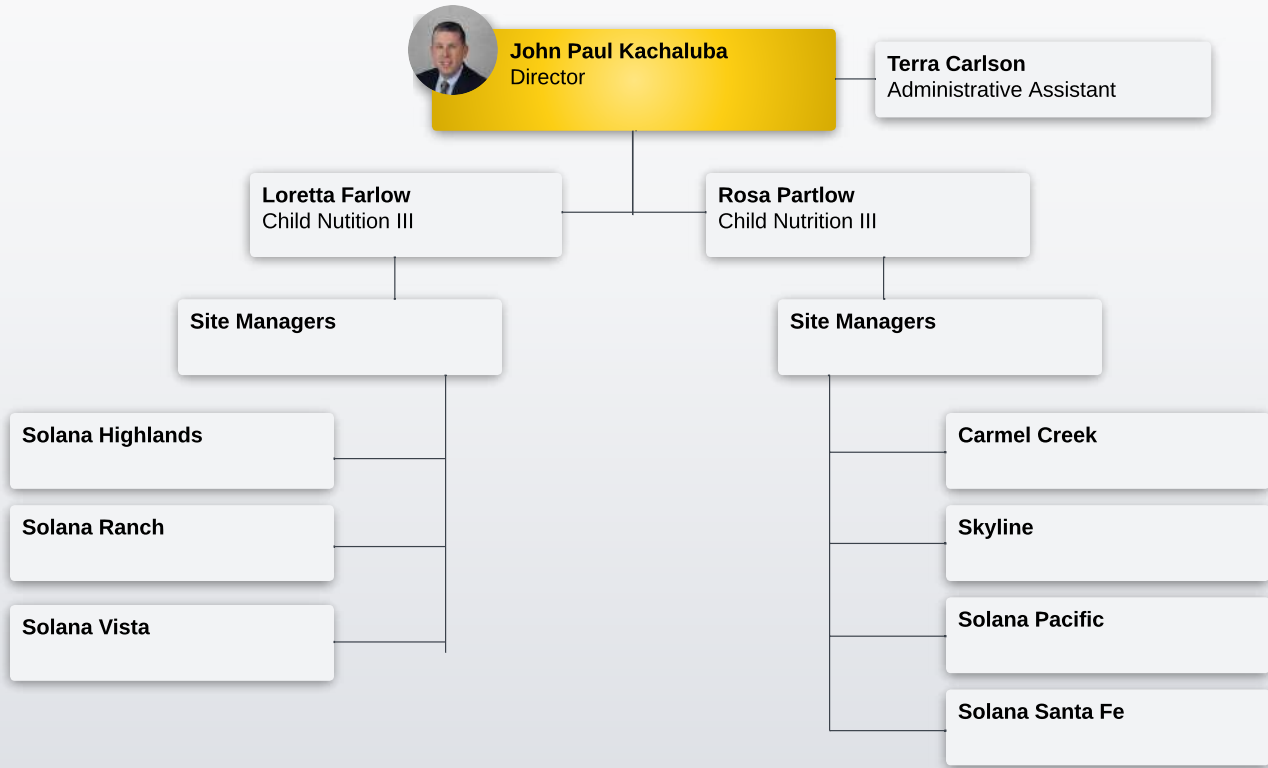 John Paul Kachaluba
Director
Terra Carlson
Administrative Assistant
Loretta Farlow
Child Nutition III
Rosa Partlow
Child Nutrition III
Site Managers
Site Managers
Solana Highlands
Solana Ranch
Solana Vista
Carmel Creek
Skyline
Solana Pacific
Solana Santa Fe